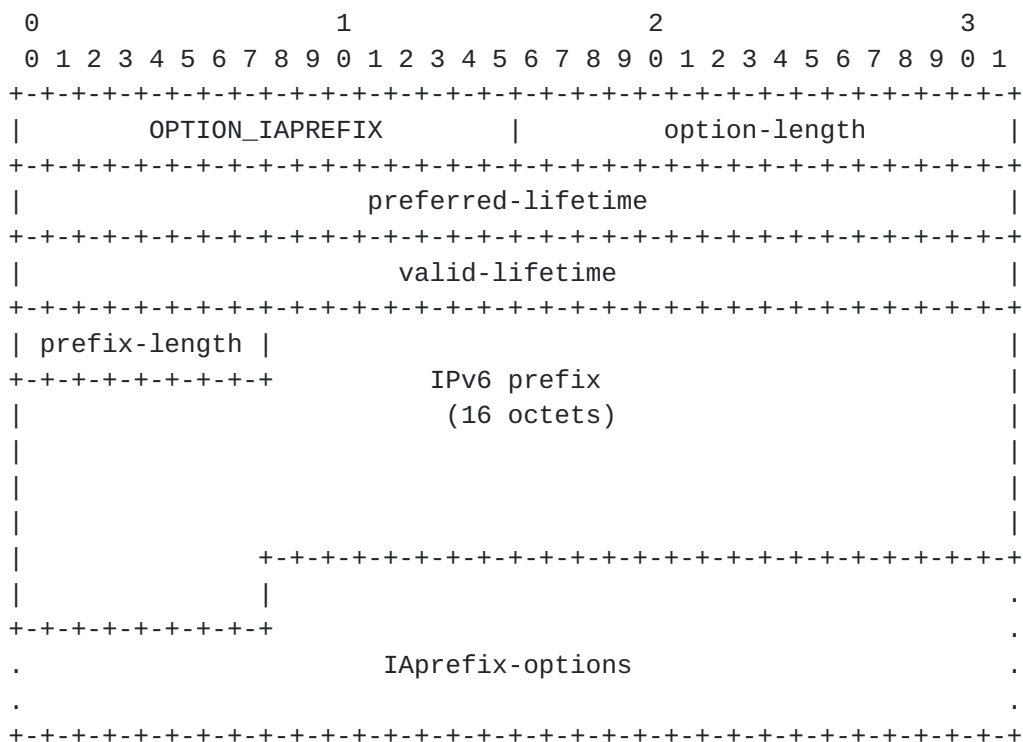 0                   1                   2                   3
 0 1 2 3 4 5 6 7 8 9 0 1 2 3 4 5 6 7 8 9 0 1 2 3 4 5 6 7 8 9 0 1
+-+-+-+-+-+-+-+-+-+-+-+-+-+-+-+-+-+-+-+-+-+-+-+-+-+-+-+-+-+-+-+-+
|        OPTION_IAPREFIX        |         option-length         |
+-+-+-+-+-+-+-+-+-+-+-+-+-+-+-+-+-+-+-+-+-+-+-+-+-+-+-+-+-+-+-+-+
|                      preferred-lifetime                       |
+-+-+-+-+-+-+-+-+-+-+-+-+-+-+-+-+-+-+-+-+-+-+-+-+-+-+-+-+-+-+-+-+
|                        valid-lifetime                         |
+-+-+-+-+-+-+-+-+-+-+-+-+-+-+-+-+-+-+-+-+-+-+-+-+-+-+-+-+-+-+-+-+
| prefix-length |                                               |
+-+-+-+-+-+-+-+-+          IPv6 prefix                          |
|                           (16 octets)                         |
|                                                               |
|                                                               |
|                                                               |
|               +-+-+-+-+-+-+-+-+-+-+-+-+-+-+-+-+-+-+-+-+-+-+-+-+
|               |                                               .
+-+-+-+-+-+-+-+-+                                               .
.                       IAprefix-options                        .
.                                                               .
+-+-+-+-+-+-+-+-+-+-+-+-+-+-+-+-+-+-+-+-+-+-+-+-+-+-+-+-+-+-+-+-+